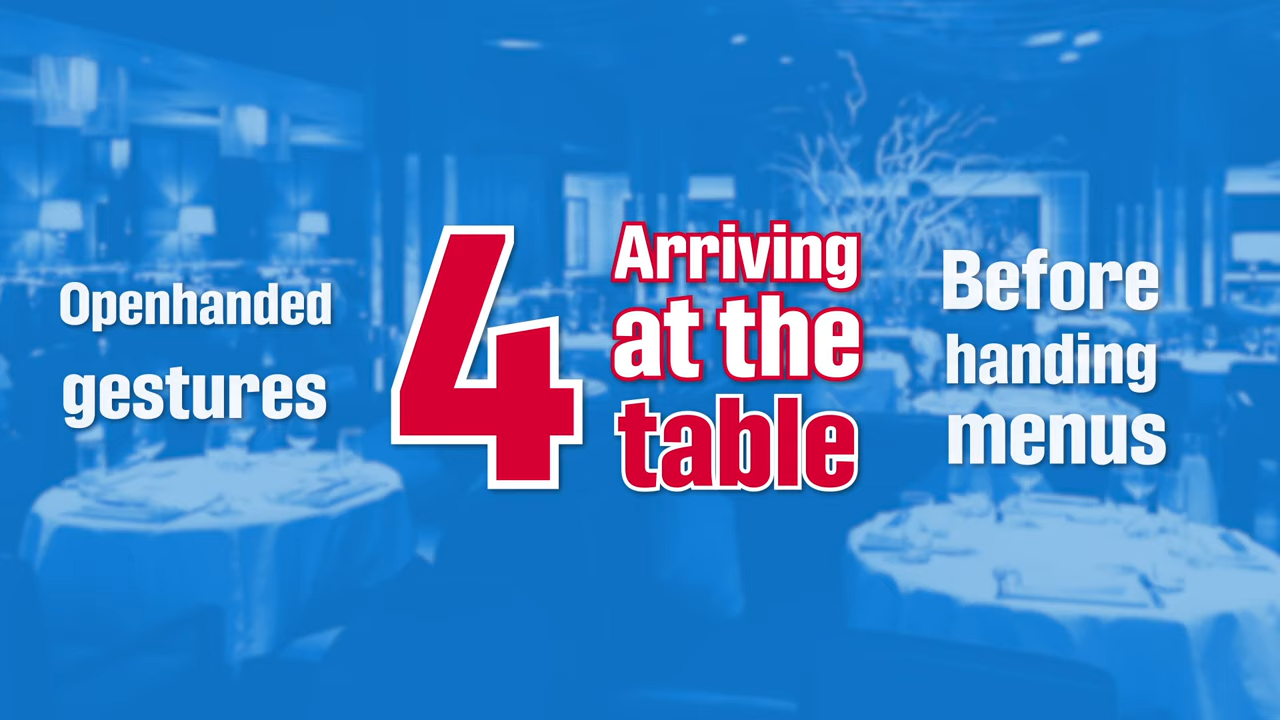 Openhanded
gestures
4
Arriving
at the
table
Before
handing
menus